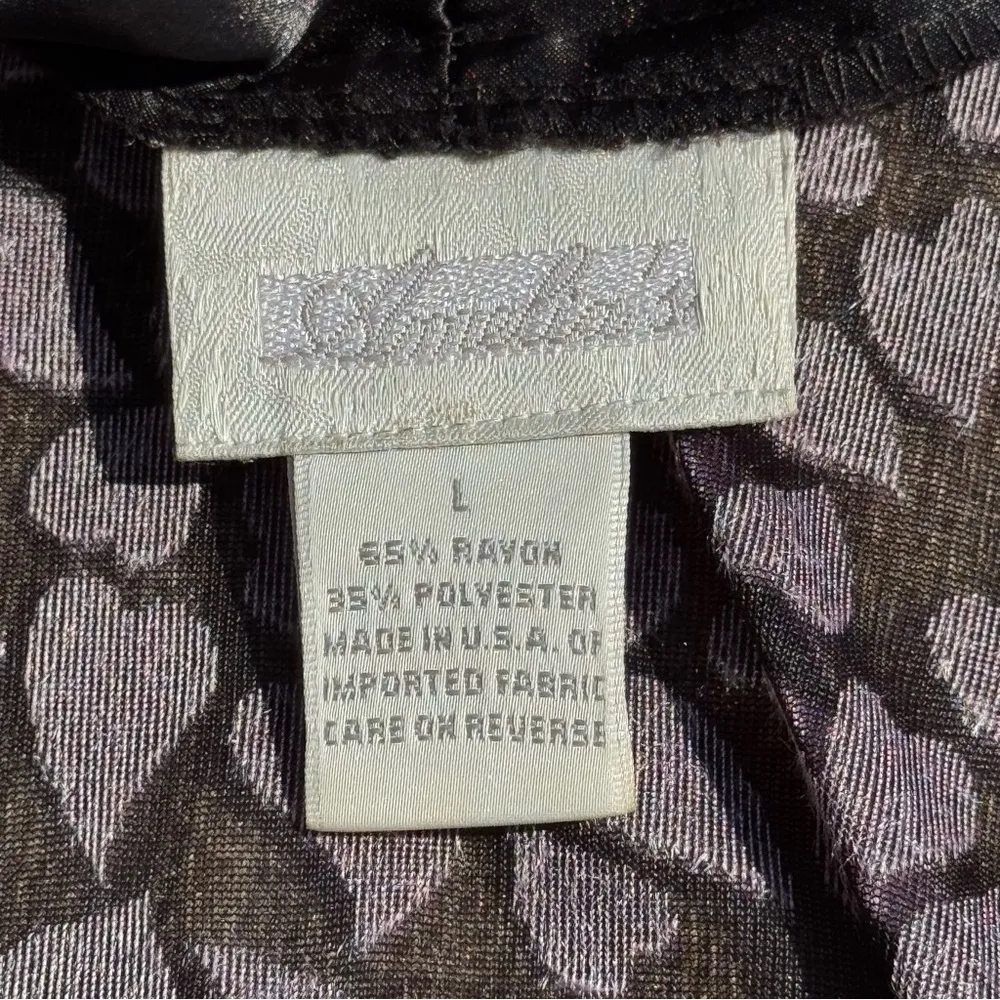 L
65% RAYON
35% POLYESTER
MADE IN U.S.A. OF
IMPORTED FABRIC
CARE ON REVERSE